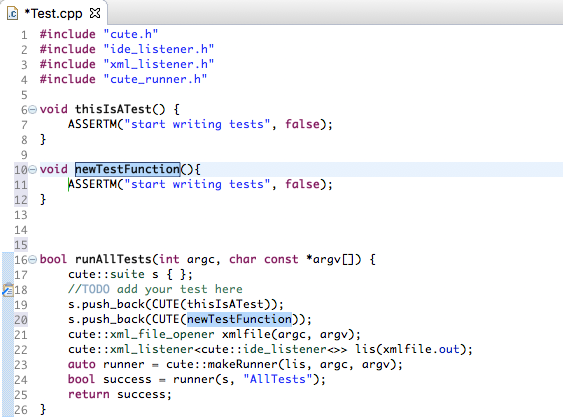 *Test.cpp
1 #include "cute.h"
2 #include "ide_listener.h"
3 #include "xml_listener.h"
4 #include "cute_runner.h"
5
6 void thisIsATest() {
7     ASSERTM("start writing tests", false);
8 }
9
10 void newTestFunction(){
11     ASSERTM("start writing tests", false);
12 }
13
14
15
16 bool runAllTests(int argc, char const *argv[]) {
17     cute::suite s { };
18     //TODO add your test here
19     s.push_back(CUTE(thisIsATest));
20     s.push_back(CUTE(newTestFunction));
21     cute::xml_file_opener xmlfile(argc, argv);
22     cute::xml_listener<cute::ide_listener<>> lis(xmlfile.out);
23     auto runner = cute::makeRunner(lis, argc, argv);
24     bool success = runner(s, "AllTests");
25     return success;
26 }